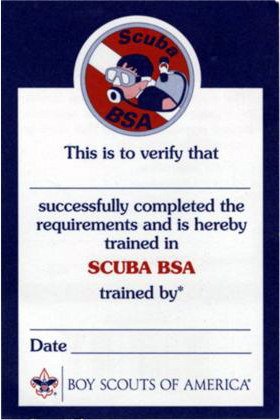 Scuba
BSA
This is to verify that
successfully completed the
requirements and is hereby
trained in
SCUBA BSA
trained by*
Date
BOY SCOUTS OF AMERICA®